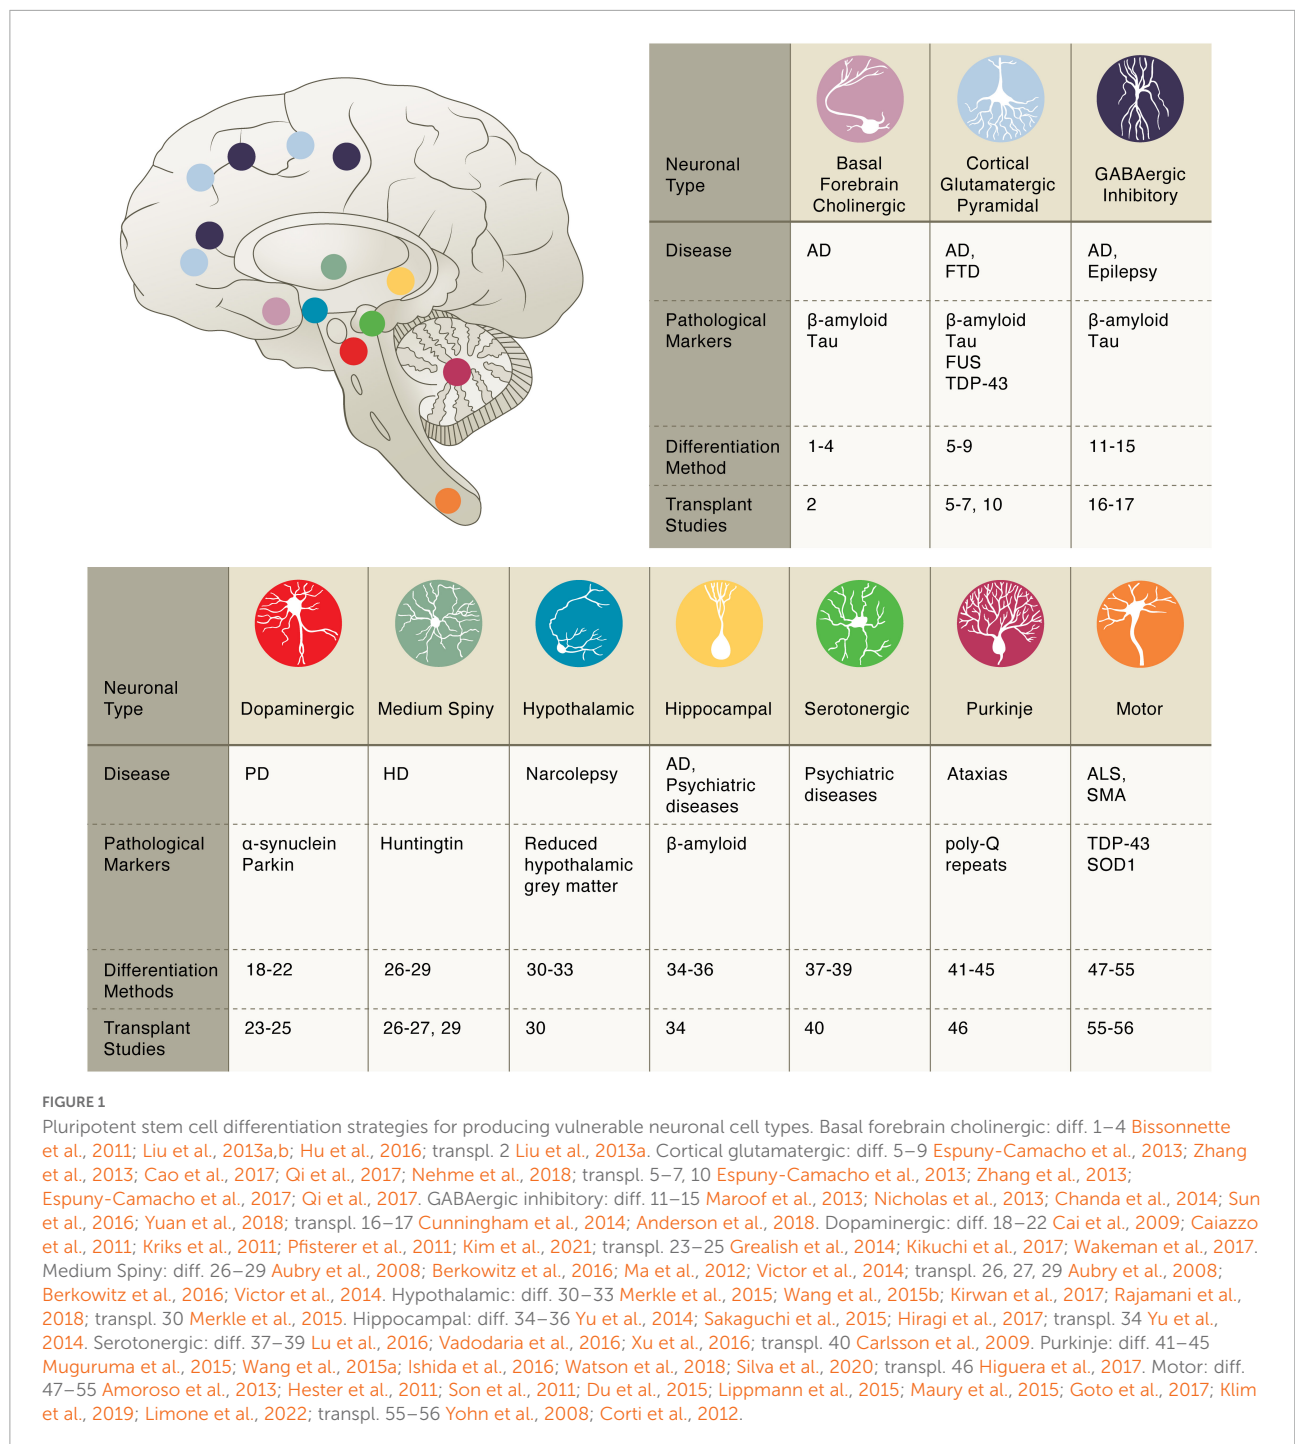 Neuronal
Type
Basal
Forebrain
Cholinergic
Cortical
Glutamatergic
Pyramidal
GABAergic
Inhibitory
Disease
AD
AD,
FTD
AD,
Epilepsy
Pathological
Markers
β-amyloid
Tau
β-amyloid
Tau
FUS
TDP-43
β-amyloid
Tau
Differentiation
Method
1-4
5-9
11-15
Transplant
Studies
2
5-7, 10
16-17
Neuronal
Type
Dopaminergic
Medium Spiny
Hypothalamic
Hippocampal
Serotonergic
Purkinje
Motor
Disease
PD
HD
Narcolepsy
AD,
Psychiatric
diseases
Psychiatric
diseases
Ataxias
ALS,
SMA
Pathological
Markers
α-synuclein
Parkin
Huntingtin
Reduced
hypothalamic
grey matter
β-amyloid
poly-Q
repeats
TDP-43
SOD1
Differentiation
Methods
18-22
26-29
30-33
34-36
37-39
41-45
47-55
Transplant
Studies
23-25
26-27, 29
30
34
40
46
55-56
FIGURE 1
Pluripotent stem cell differentiation strategies for producing vulnerable neuronal cell types. Basal forebrain cholinergic: diff. 1–4 Bissonnette
et al., 2011; Liu et al., 2013a,b; Hu et al., 2016; transpl. 2 Liu et al., 2013a. Cortical glutamatergic: diff. 5–9 Espuny-Camacho et al., 2013; Zhang
et al., 2013; Cao et al., 2017; Qi et al., 2017; Nehme et al., 2018; transpl. 5–7, 10 Espuny-Camacho et al., 2013; Zhang et al., 2013;
Espuny-Camacho et al., 2017; Qi et al., 2017. GABAergic inhibitory: diff. 11–15 Maroof et al., 2013; Nicholas et al., 2013; Chanda et al., 2014; Sun
et al., 2016; Yuan et al., 2018; transpl. 16–17 Cunningham et al., 2014; Anderson et al., 2018. Dopaminergic: diff. 18–22 Cai et al., 2009; Caiazzo
et al., 2011; Kriks et al., 2011; Pfisterer et al., 2011; Kim et al., 2021; transpl. 23–25 Grealish et al., 2014; Kikuchi et al., 2017; Wakeman et al., 2017.
Medium Spiny: diff. 26–29 Aubry et al., 2008; Berkowitz et al., 2016; Ma et al., 2012; Victor et al., 2014; transpl. 26, 27, 29 Aubry et al., 2008;
Berkowitz et al., 2016; Victor et al., 2014. Hypothalamic: diff. 30–33 Merkle et al., 2015; Wang et al., 2015b; Kirwan et al., 2017; Rajamani et al.,
2018; transpl. 30 Merkle et al., 2015. Hippocampal: diff. 34–36 Yu et al., 2014; Sakaguchi et al., 2015; Hiragi et al., 2017; transpl. 34 Yu et al.,
2014. Serotonergic: diff. 37–39 Lu et al., 2016; Vadodaria et al., 2016; Xu et al., 2016; transpl. 40 Carlsson et al., 2009. Purkinje: diff. 41–45
Muguruma et al., 2015; Wang et al., 2015a; Ishida et al., 2016; Watson et al., 2018; Silva et al., 2020; transpl. 46 Higuera et al., 2017. Motor: diff.
47–55 Amoroso et al., 2013; Hester et al., 2011; Son et al., 2011; Du et al., 2015; Lippmann et al., 2015; Maury et al., 2015; Goto et al., 2017; Klim
et al., 2019; Limone et al., 2022; transpl. 55–56 Yohn et al., 2008; Corti et al., 2012.